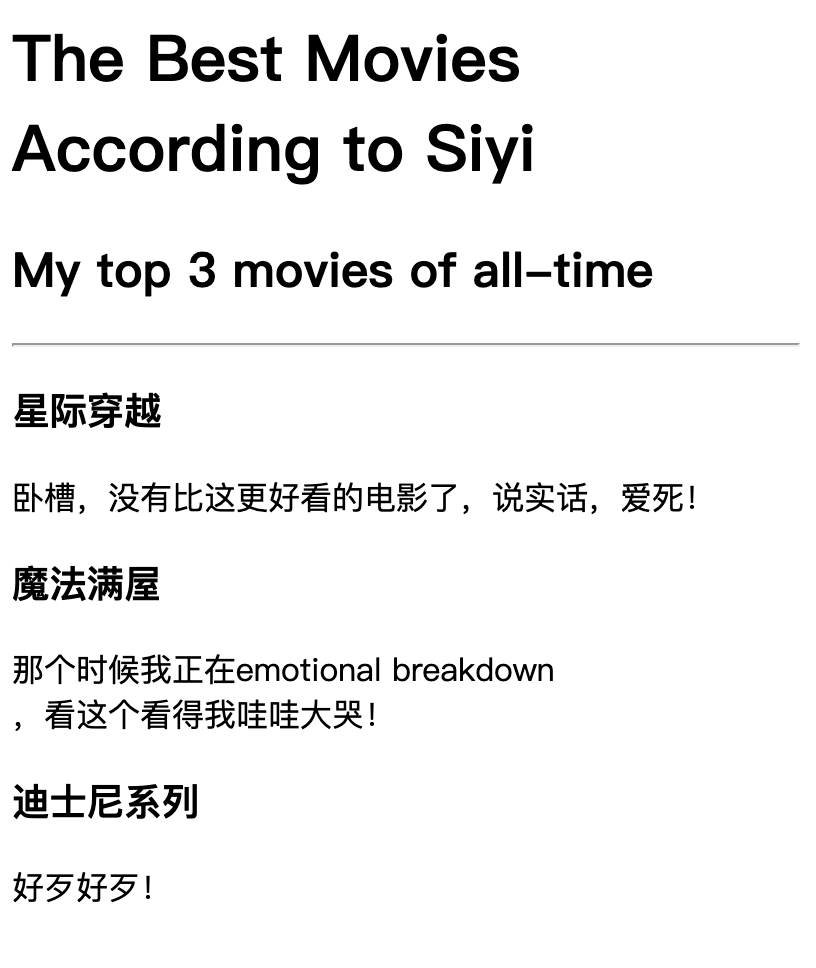 The Best Movies
According to Siyi
My top 3 movies of all-time
星际穿越
卧槽，没有比这更好看的电影了，说实话，爱死！
魔法满屋
那个时候我正在emotional breakdown
，看这个看得我哇哇大哭！
迪士尼系列
好歹好歹！